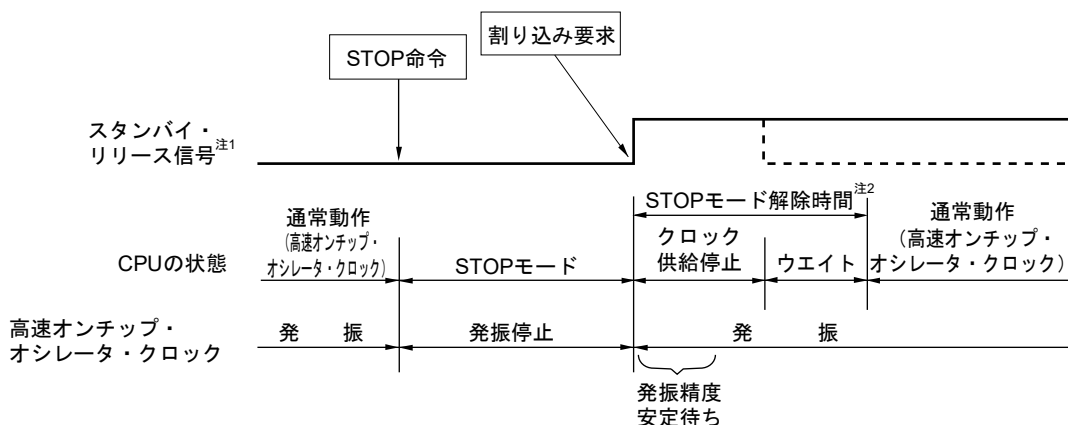 割り込み要求
STOP命令
スタンバイ・
リリース信号注1
STOPモード解除時間注2
通常動作
(高速オンチップ・
オシレータ・クロック)
クロック
供給停止
通常動作
(高速オンチップ・
オシレータ・クロック)
CPUの状態
STOPモード
ウエイト
高速オンチップ・
オシレータ・クロック
発 振
発振停止
発 振
発振精度
安定待ち